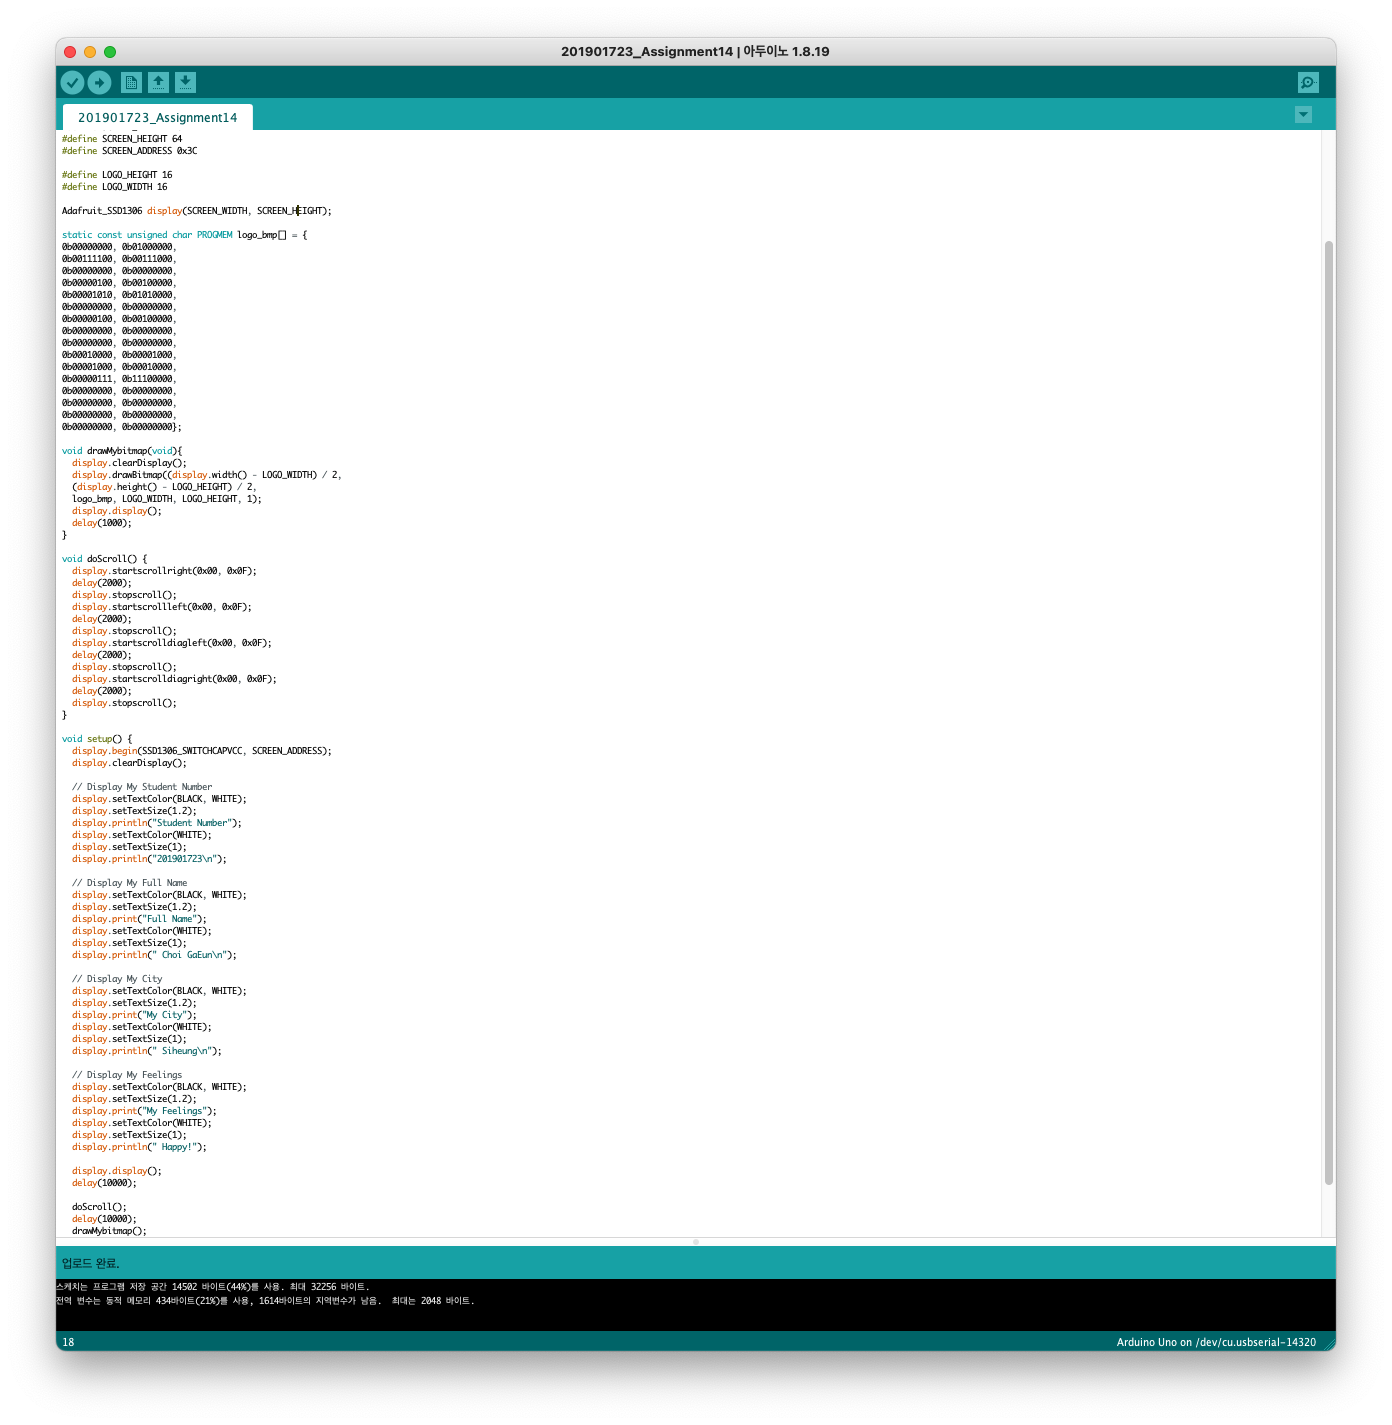 201901723_Assignment14 | 아두이노 1.8.19
201901723_Assignment14
#define SCREEN_HEIGHT 64
#define SCREEN_ADDRESS 0x3C
#define LOGO_HEIGHT 16
#define LOGO_WIDTH 16
Adafruit_SSD1306 display(SCREEN_WIDTH, SCREEN_HEIGHT);
static const unsigned char PROGMEM logo_bmp[] = {
0b00000000, 0b01000000,
0b00111100, 0b00111000,
0b00000000, 0b00000000,
0b00000100, 0b00100000,
0b00001010, 0b01010000,
0b00000000, 0b00000000,
0b00000100, 0b00100000,
0b00000000, 0b00000000,
0b00000000, 0b00000000,
0b00010000, 0b00001000,
0b00001000, 0b00010000,
0b00000111, 0b11100000,
0b00000000, 0b00000000,
0b00000000, 0b00000000,
0b00000000, 0b00000000,
0b00000000, 0b00000000};
void drawMybitmap(void){
display.clearDisplay();
display.drawBitmap((display.width() - LOGO_WIDTH) / 2,
(display.height() - LOGO_HEIGHT) / 2,
logo_bmp, LOGO_WIDTH, LOGO_HEIGHT, 1);
display.display();
delay(1000);
}
void doScroll() {
display.startscrollright(0x00, 0x0F);
delay(2000);
display.stopscroll();
display.startscrollleft(0x00, 0x0F);
delay(2000);
display.stopscroll();
display.startscrolldiagleft(0x00, 0x0F);
delay(2000);
display.stopscroll();
display.startscrolldiagright(0x00, 0x0F);
delay(2000);
display.stopscroll();
}
void setup() {
display.begin(SSD1306_SWITCHCAPVCC, SCREEN_ADDRESS);
display.clearDisplay();
// Display My Student Number
display.setTextColor(BLACK, WHITE);
display.setTextSize(1.2);
display.println("Student Number");
display.setTextColor(WHITE);
display.setTextSize(1);
display.println("201901723\n");
// Display My Full Name
display.setTextColor(BLACK, WHITE);
display.setTextSize(1.2);
display.print("Full Name");
display.setTextColor(WHITE);
display.setTextSize(1);
display.println(" Choi GaEun\n");
// Display My City
display.setTextColor(BLACK, WHITE);
display.setTextSize(1.2);
display.print("My City");
display.setTextColor(WHITE);
display.setTextSize(1);
display.println(" Siheung\n");
// Display My Feelings
display.setTextColor(BLACK, WHITE);
display.setTextSize(1.2);
display.print("My Feelings");
display.setTextColor(WHITE);
display.setTextSize(1);
display.println(" Happy!");
display.display();
delay(10000);
doScroll();
delay(10000);
drawMybitmap();
업로드 완료.
스케치는 프로그램 저장 공간 14502 바이트(44%)를 사용. 최대 32256 바이트.
전역 변수는 동적 메모리 434바이트(21%)를 사용, 1614바이트의 지역변수가 남음. 최대는 2048 바이트.
18
Arduino Uno on /dev/cu.usbserial-14320